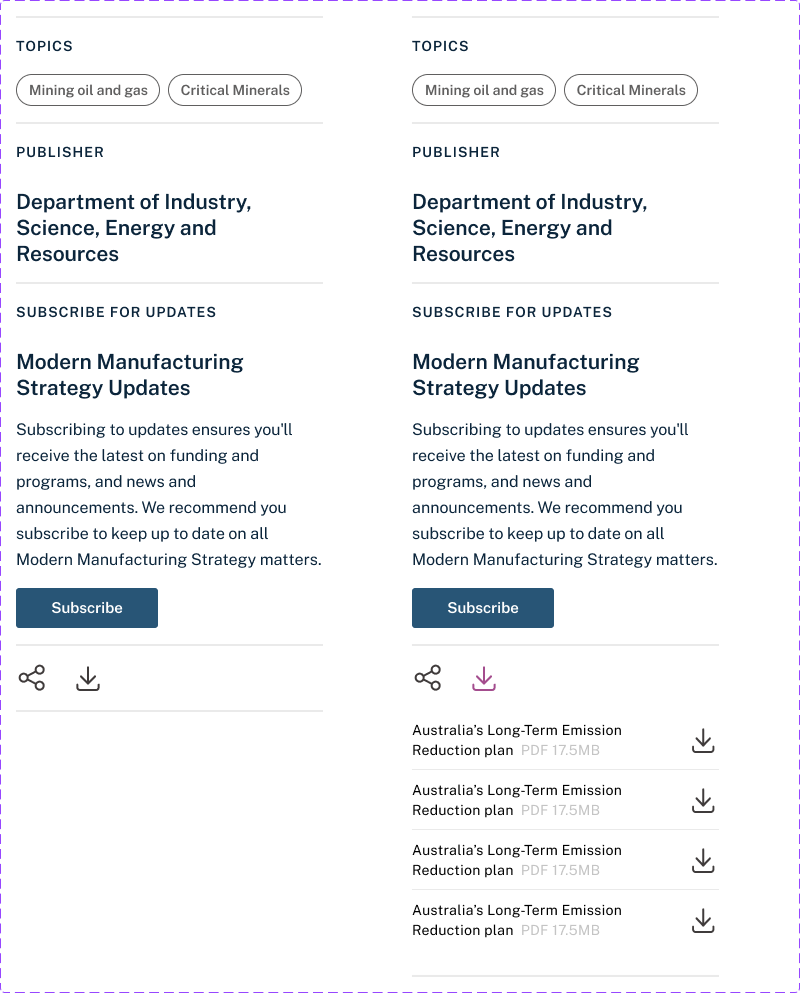 TOPICS
Mining oil and gas
Critical Minerals
PUBLISHER
Department of Industry,
Science, Energy and
Resources
SUBSCRIBE FOR UPDATES
Modern Manufacturing
Strategy Updates
Subscribing to updates ensures you'll
receive the latest on funding and
programs, and news and
announcements. We recommend you
subscribe to keep up to date on all
Modern Manufacturing Strategy matters.
Subscribe
TOPICS
Mining oil and gas
Critical Minerals
PUBLISHER
Department of Industry,
Science, Energy and
Resources
SUBSCRIBE FOR UPDATES
Modern Manufacturing
Strategy Updates
Subscribing to updates ensures you'll
receive the latest on funding and
programs, and news and
announcements. We recommend you
subscribe to keep up to date on all
Modern Manufacturing Strategy matters.
Subscribe
Australia’s Long-Term Emission
Reduction plan PDF 17.5MB
Australia’s Long-Term Emission
Reduction plan PDF 17.5MB
Australia’s Long-Term Emission
Reduction plan PDF 17.5MB
Australia’s Long-Term Emission
Reduction plan PDF 17.5MB